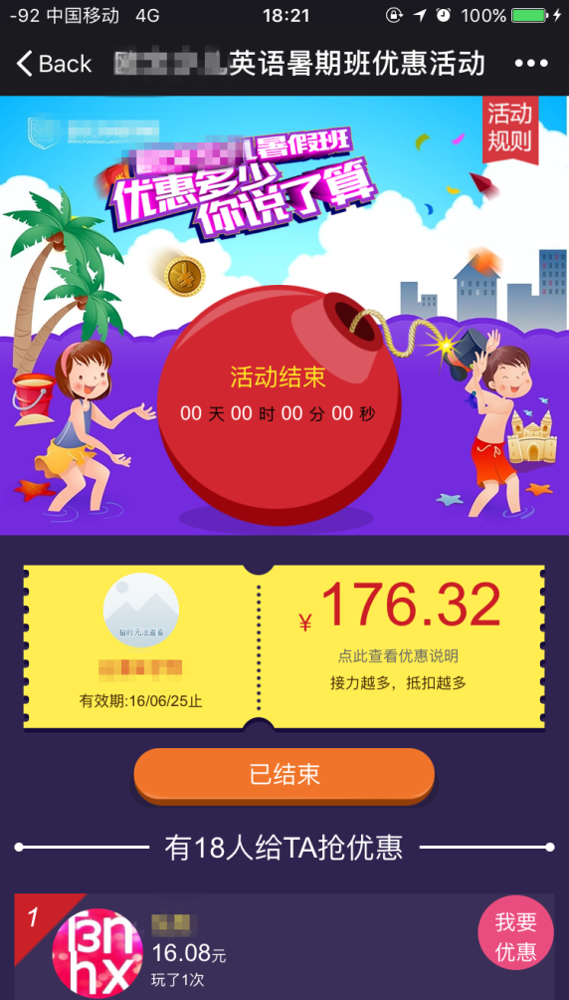 -92 中国移动 4G 18:21 100%
Back 英语暑期班优惠活动
活动
规则
暑假班
优惠多少
你说了算
活动结束
00 天 00 时 00 分 00 秒
¥ 176.32
暂时无法查看
点此查看优惠说明
接力越多，抵扣越多
有效期:16/06/25止
已结束
有18人给TA抢优惠
1
16.08元
玩了1次
我要
优惠